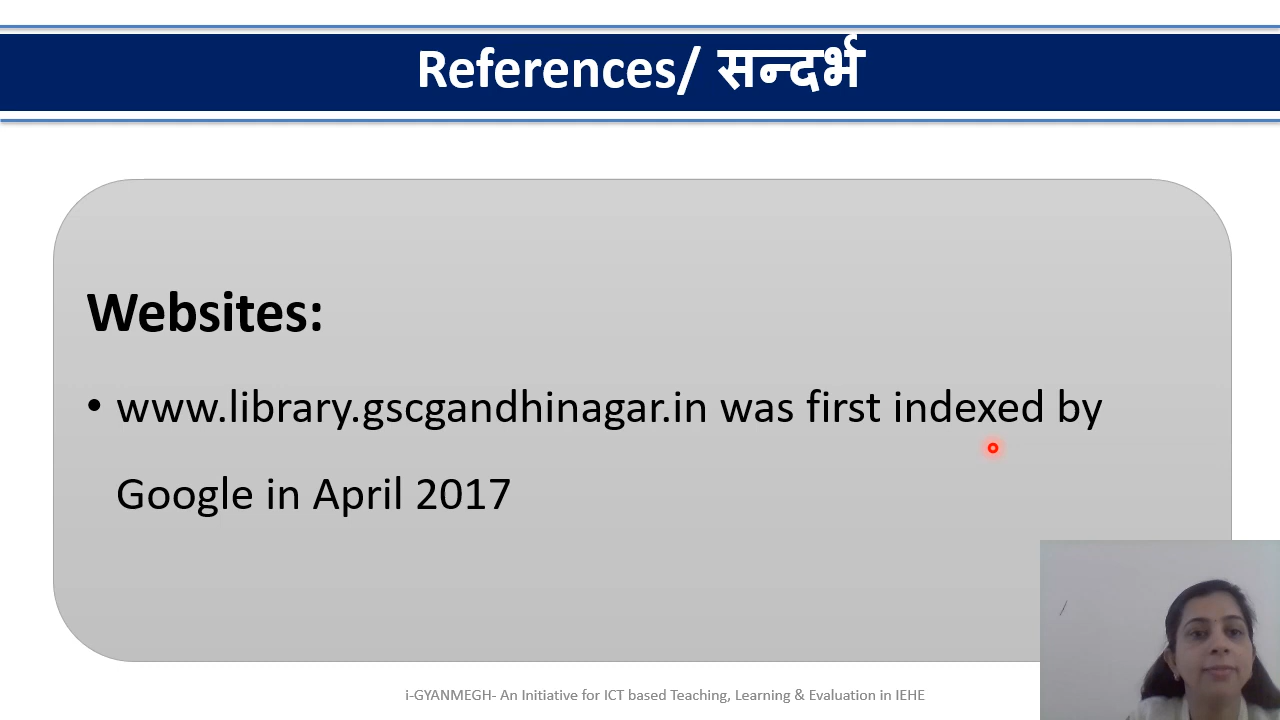 References/ सन्दर्भ
Websites:
• www.library.gscgandhinagar.in was first indexed by
Google in April 2017
i-GYANMEGH- An Initiative for ICT based Teaching, Learning & Evaluation in IEHE